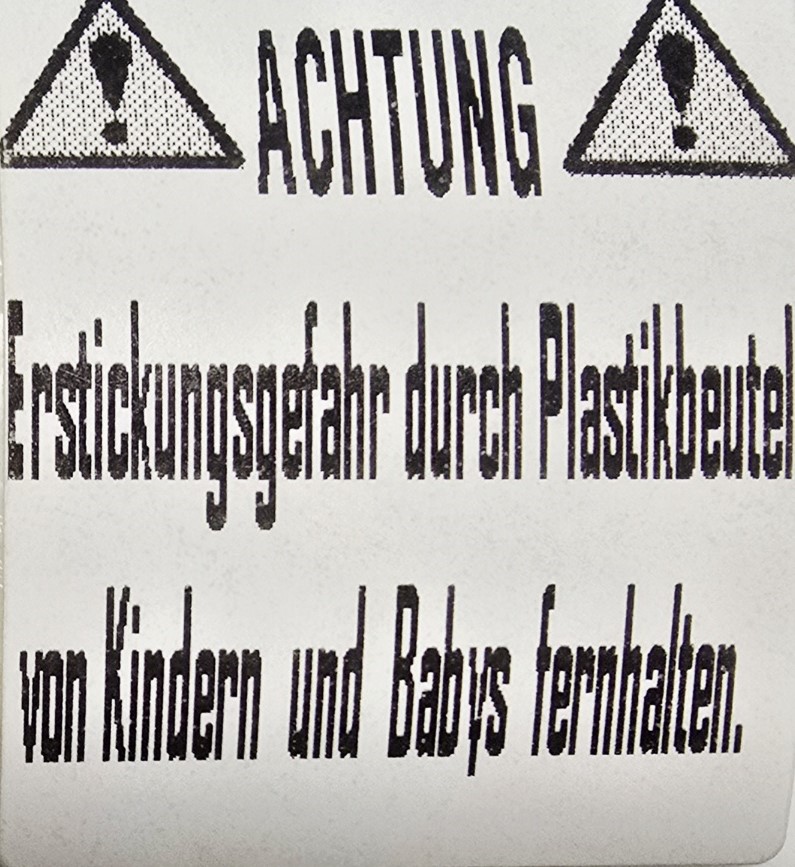 ACHTUNG
Erstickungsgefahr durch Plastikbeutel
von Kindern und Babys fernhalten.